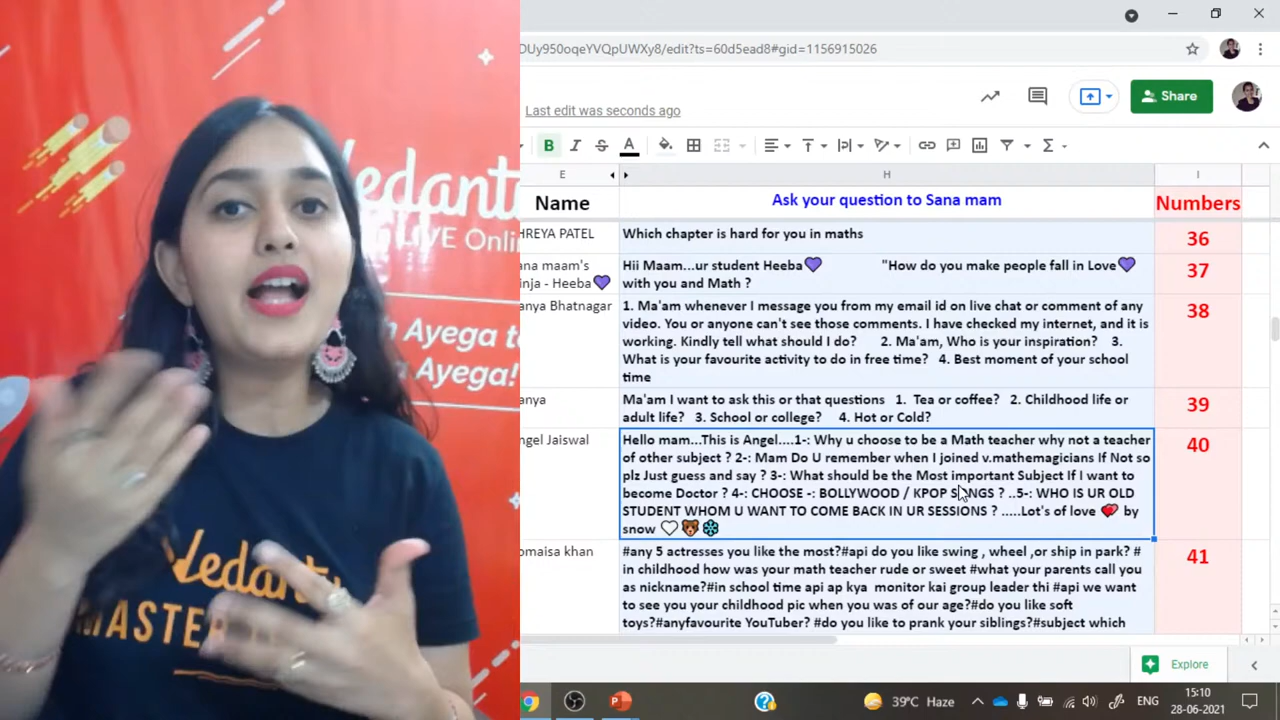 Vedantu
LIVE Onli
Ayega t
Ayega!
Vedantu
MASTER
DUy950oqeYVQpUWXy8/edit?ts=60d5ead8#gid=1156915026
Last edit was seconds ago
Share
B I S A
E H I
Name Ask your question to Sana mam Numbers
HREYA PATEL Which chapter is hard for you in maths 36
ana maam's Hii Maam...ur student Heeba💜 "How do you make people fall in Love💜 37
inja - Heeba💜 with you and Math ?
anya Bhatnagar 1. Ma'am whenever I message you from my email id on live chat or comment of any 38
video. You or anyone can't see those comments. I have checked my internet, and it is
working. Kindly tell what should I do? 2. Ma'am, Who is your inspiration? 3.
What is your favourite activity to do in free time? 4. Best moment of your school
time
anya Ma'am I want to ask this or that questions 1. Tea or coffee? 2. Childhood life or 39
adult life? 3. School or college? 4. Hot or Cold?
ngel Jaiswal Hello mam...This is Angel....1-: Why u choose to be a Math teacher why not a teacher 40
of other subject ? 2-: Mam Do U remember when I joined v.mathemagicians If Not so
plz Just guess and say ? 3-: What should be the Most important Subject If I want to
become Doctor ? 4-: CHOOSE -: BOLLYWOOD / KPOP SONGS ? ..5-: WHO IS UR OLD
STUDENT WHOM U WANT TO COME BACK IN UR SESSIONS ? .....Lot's of love 💕 by
snow 🤍🐻❄
omaisa khan #any 5 actresses you like the most?#api do you like swing , wheel ,or ship in park? # 41
in childhood how was your math teacher rude or sweet #what your parents call you
as nickname?#in school time api ap kya monitor kai group leader thi #api we want
to see you your childhood pic when you was of our age?#do you like soft
toys?#anyfavourite YouTuber? #do you like to prank your siblings?#subject which
Explore
39°C Haze ENG 15:10
28-06-2021